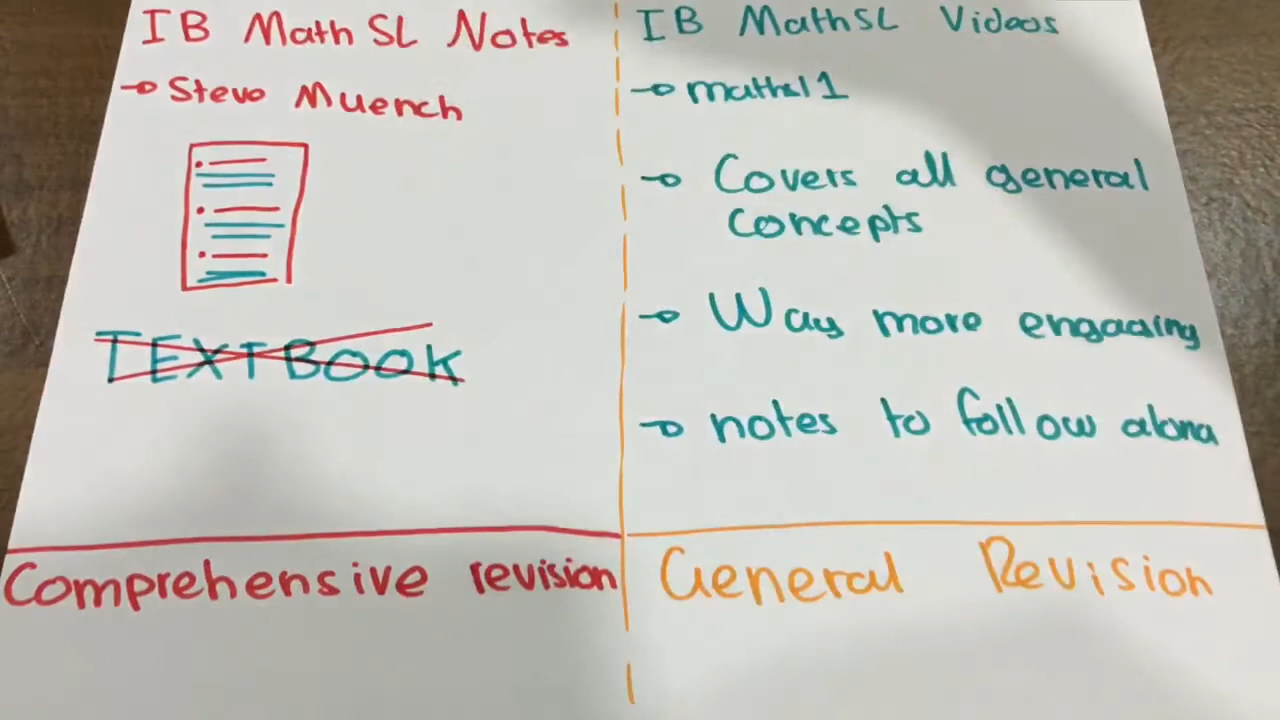 IB Math SL Notes
Steve Muench
TEXTBOOK
Comprehensive revision
IB MathSL Videos
mathsl1
Covers all general
concepts
Way more engaging
notes to follow along
General Revision